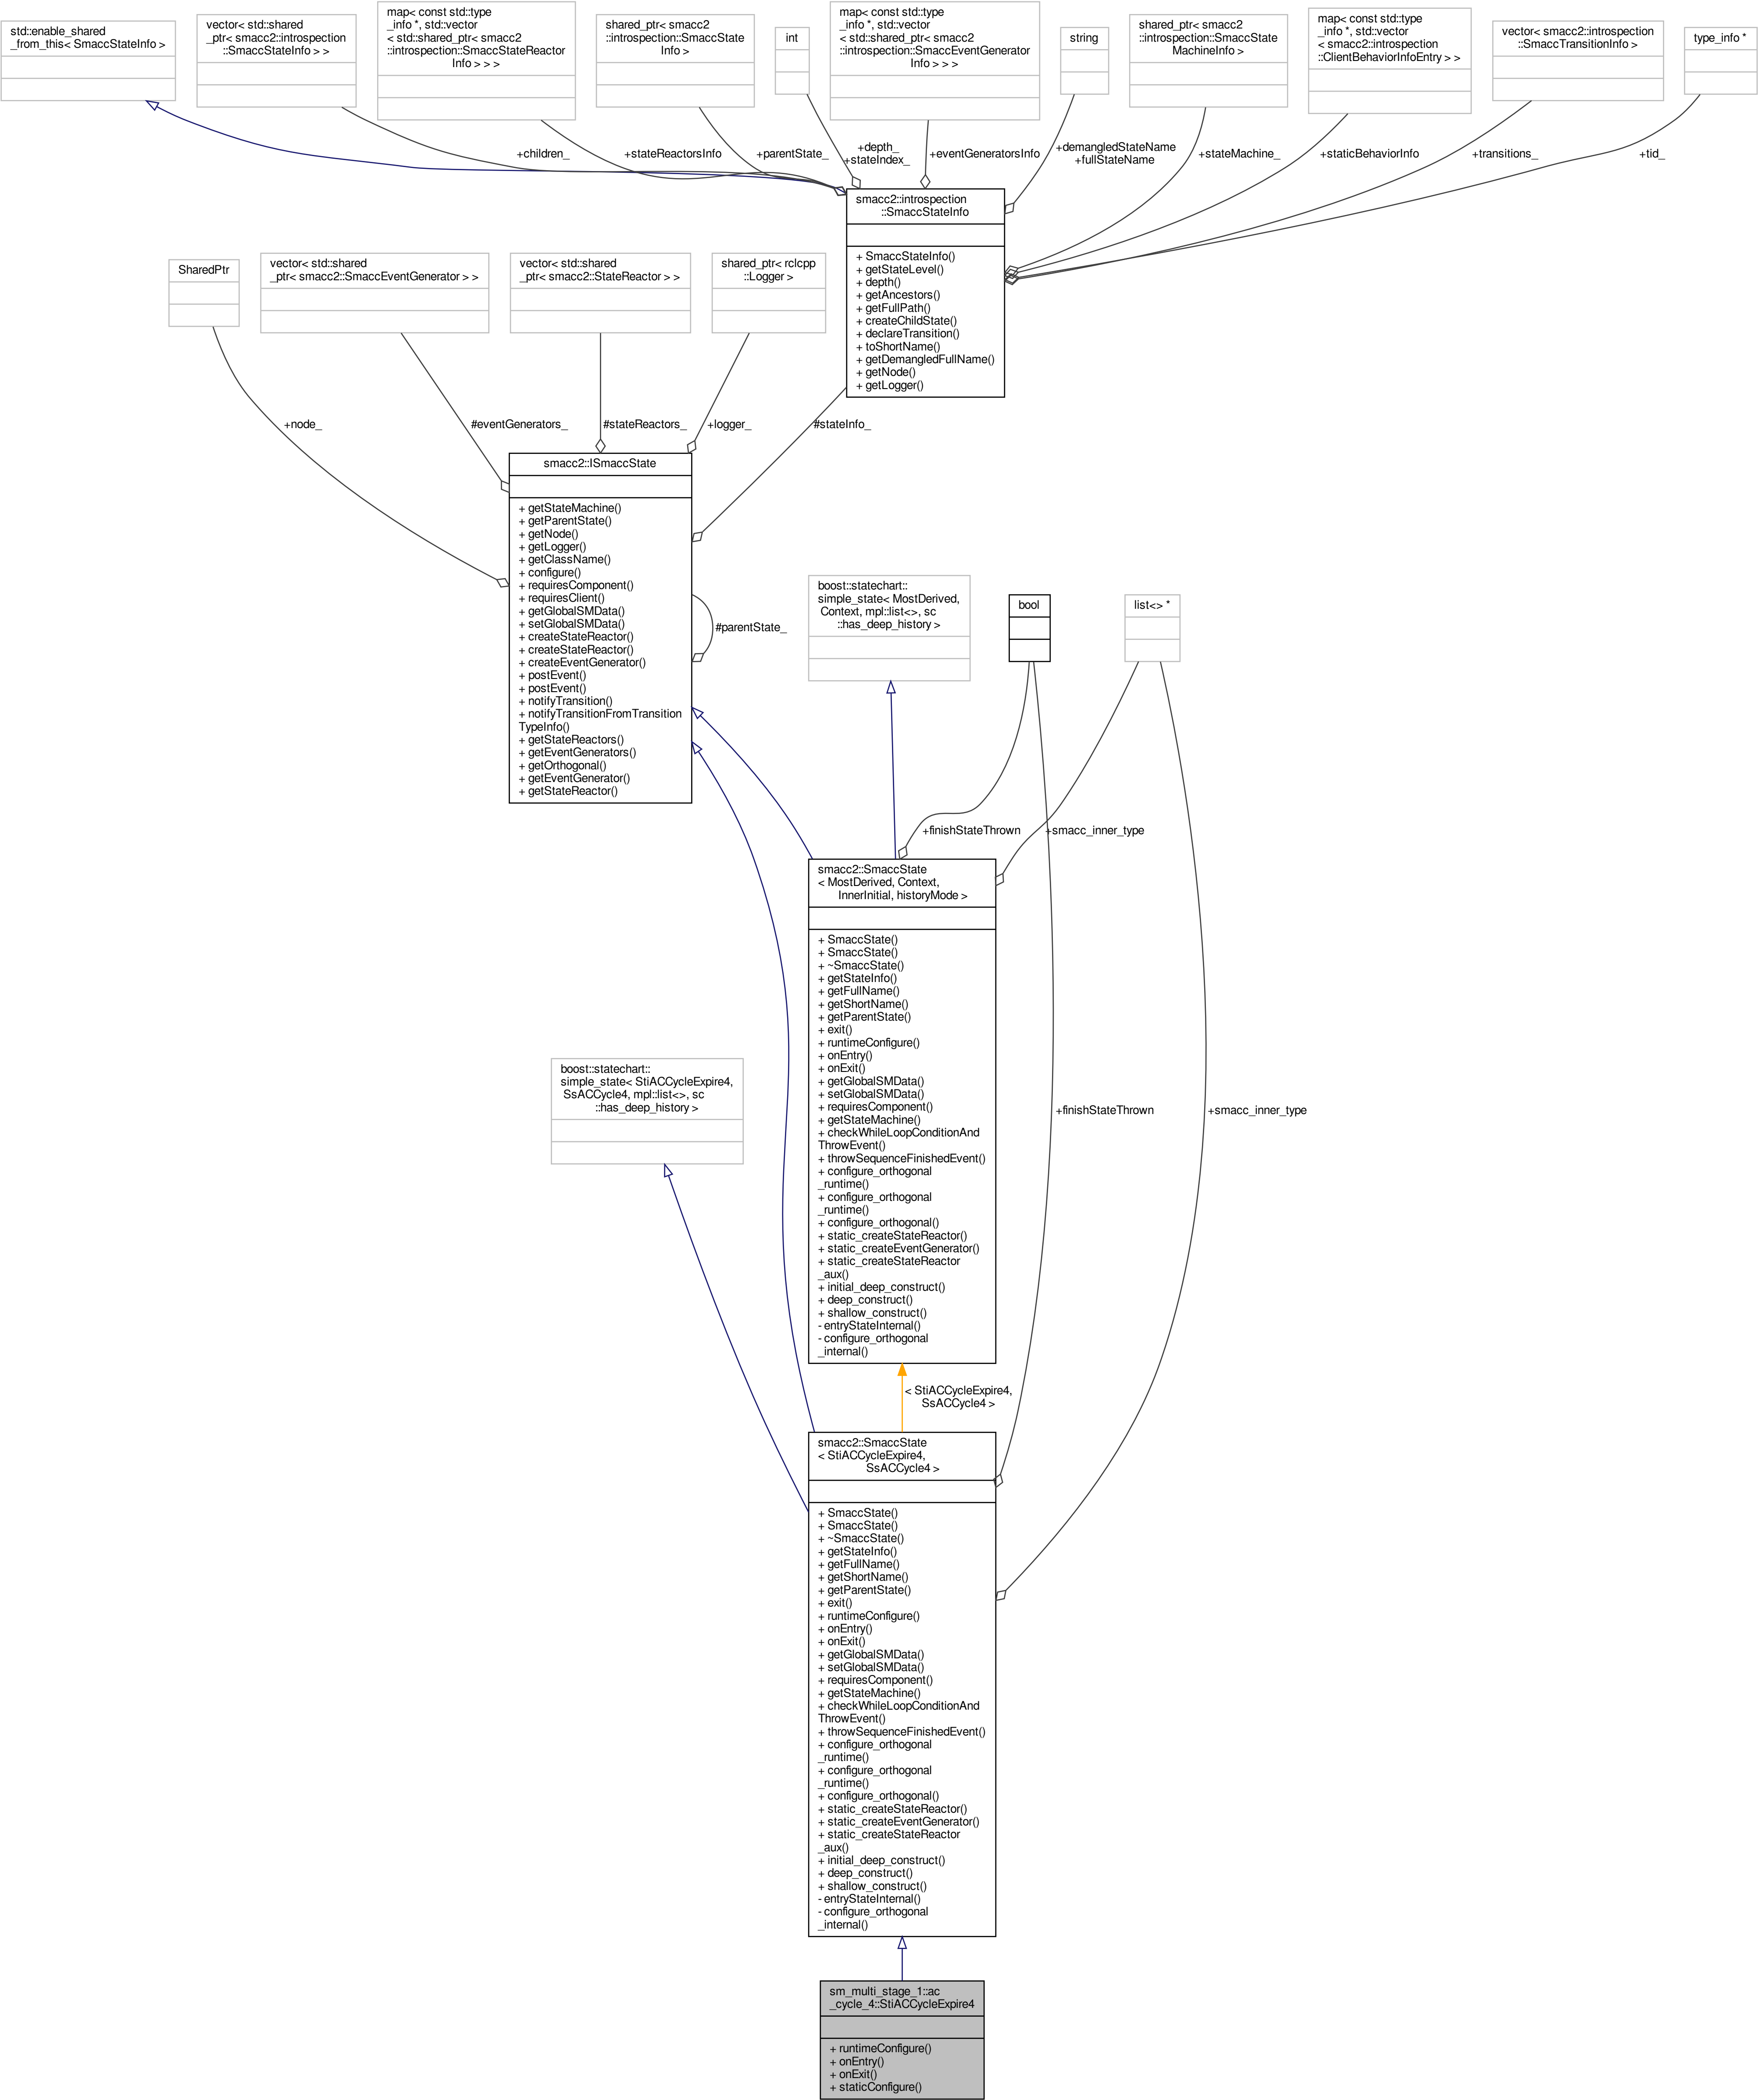 std::enable_shared
_from_this< SmaccStateInfo >
vector< std::shared
_ptr< smacc2::introspection
::SmaccStateInfo > >
map< const std::type
_info *, std::vector
< std::shared_ptr< smacc2
::introspection::SmaccStateReactor
Info > > >
shared_ptr< smacc2
::introspection::SmaccState
Info >
int
map< const std::type
_info *, std::vector
< std::shared_ptr< smacc2
::introspection::SmaccEventGenerator
Info > > >
string
shared_ptr< smacc2
::introspection::SmaccState
MachineInfo >
map< const std::type
_info *, std::vector
< smacc2::introspection
::ClientBehaviorInfoEntry > >
vector< smacc2::introspection
::SmaccTransitionInfo >
type_info *
+children_
+stateReactorsInfo
+parentState_
+depth_
+stateIndex_
+eventGeneratorsInfo
+demangledStateName
+fullStateName
+stateMachine_
+staticBehaviorInfo
+transitions_
+tid_
smacc2::introspection
::SmaccStateInfo
+ SmaccStateInfo()
+ getStateLevel()
+ depth()
+ getAncestors()
+ getFullPath()
+ createChildState()
+ declareTransition()
+ toShortName()
+ getDemangledFullName()
+ getNode()
+ getLogger()
SharedPtr
vector< std::shared
_ptr< smacc2::SmaccEventGenerator > >
vector< std::shared
_ptr< smacc2::StateReactor > >
shared_ptr< rclcpp
::Logger >
+node_
#eventGenerators_
#stateReactors_
+logger_
#stateInfo_
smacc2::ISmaccState
+ getStateMachine()
+ getParentState()
+ getNode()
+ getLogger()
+ getClassName()
+ configure()
+ requiresComponent()
+ requiresClient()
+ getGlobalSMData()
+ setGlobalSMData()
+ createStateReactor()
+ createStateReactor()
+ createEventGenerator()
+ postEvent()
+ postEvent()
+ notifyTransition()
+ notifyTransitionFromTransition
TypeInfo()
+ getStateReactors()
+ getEventGenerators()
+ getOrthogonal()
+ getEventGenerator()
+ getStateReactor()
#parentState_
boost::statechart::
simple_state< MostDerived,
Context, mpl::list<>, sc
::has_deep_history >
bool
list<> *
+finishStateThrown
+smacc_inner_type
smacc2::SmaccState
< MostDerived, Context,
InnerInitial, historyMode >
+ SmaccState()
+ SmaccState()
+ ~SmaccState()
+ getStateInfo()
+ getFullName()
+ getShortName()
+ getParentState()
+ exit()
+ runtimeConfigure()
+ onEntry()
+ onExit()
+ getGlobalSMData()
+ setGlobalSMData()
+ requiresComponent()
+ getStateMachine()
+ checkWhileLoopConditionAnd
ThrowEvent()
+ throwSequenceFinishedEvent()
+ configure_orthogonal
_runtime()
+ configure_orthogonal
_runtime()
+ configure_orthogonal()
+ static_createStateReactor()
+ static_createEventGenerator()
+ static_createStateReactor
_aux()
+ initial_deep_construct()
+ deep_construct()
+ shallow_construct()
- entryStateInternal()
- configure_orthogonal
_internal()
boost::statechart::
simple_state< StiACCycleExpire4,
SsACCycle4, mpl::list<>, sc
::has_deep_history >
+finishStateThrown
+smacc_inner_type
< StiACCycleExpire4,
SsACCycle4 >
smacc2::SmaccState
< StiACCycleExpire4,
SsACCycle4 >
+ SmaccState()
+ SmaccState()
+ ~SmaccState()
+ getStateInfo()
+ getFullName()
+ getShortName()
+ getParentState()
+ exit()
+ runtimeConfigure()
+ onEntry()
+ onExit()
+ getGlobalSMData()
+ setGlobalSMData()
+ requiresComponent()
+ getStateMachine()
+ checkWhileLoopConditionAnd
ThrowEvent()
+ throwSequenceFinishedEvent()
+ configure_orthogonal
_runtime()
+ configure_orthogonal
_runtime()
+ configure_orthogonal()
+ static_createStateReactor()
+ static_createEventGenerator()
+ static_createStateReactor
_aux()
+ initial_deep_construct()
+ deep_construct()
+ shallow_construct()
- entryStateInternal()
- configure_orthogonal
_internal()
sm_multi_stage_1::ac
_cycle_4::StiACCycleExpire4
+ runtimeConfigure()
+ onEntry()
+ onExit()
+ staticConfigure()